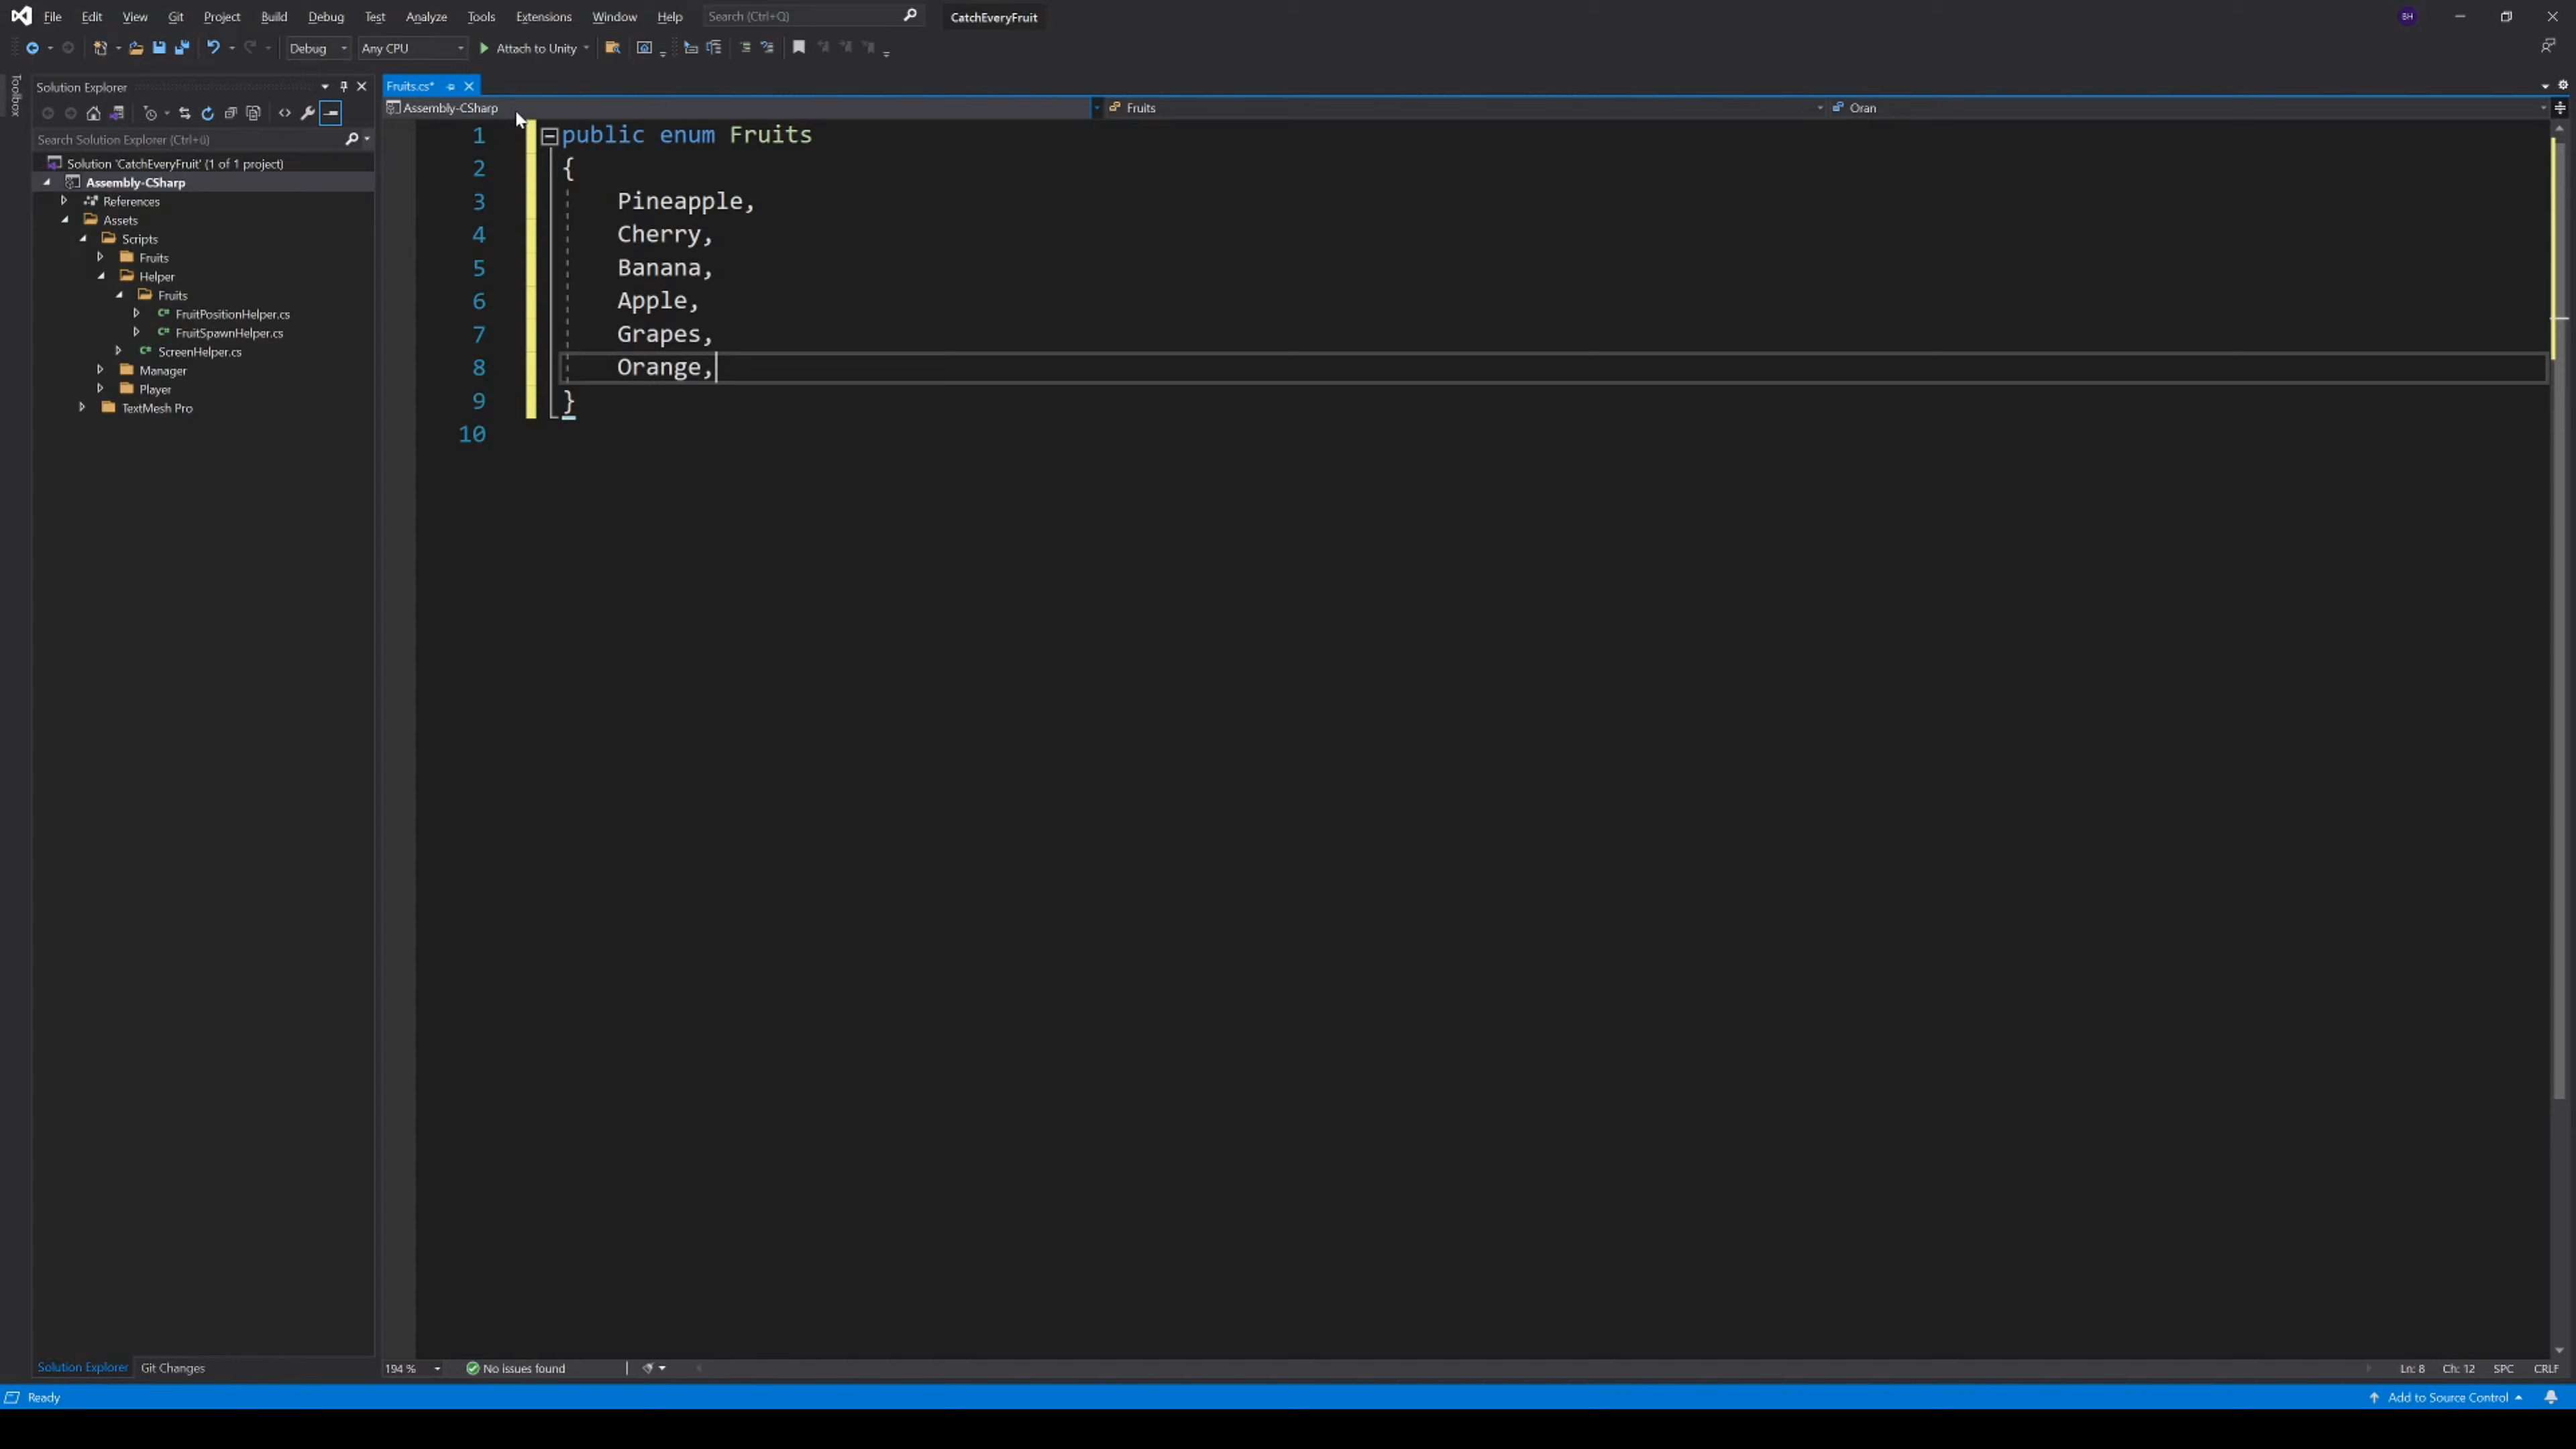 File Edit View Git Project Build Debug Test Analyze Tools Extensions Window Help Search (Ctrl+Q) CatchEveryFruit BH
Debug Any CPU Attach to Unity
Toolbox
Solution Explorer
Search Solution Explorer (Ctrl+ü)
Solution 'CatchEveryFruit' (1 of 1 project)
Assembly-CSharp
References
Assets
Scripts
Fruits
Helper
Fruits
FruitPositionHelper.cs
FruitSpawnHelper.cs
ScreenHelper.cs
Manager
Player
TextMesh Pro
Solution Explorer Git Changes
Fruits.cs*
Assembly-CSharp Fruits Oran
1 public enum Fruits
2 {
3 Pineapple,
4 Cherry,
5 Banana,
6 Apple,
7 Grapes,
8 Orange,
9 }
10
194 % No issues found Ln: 8 Ch: 12 SPC CRLF
Ready Add to Source Control